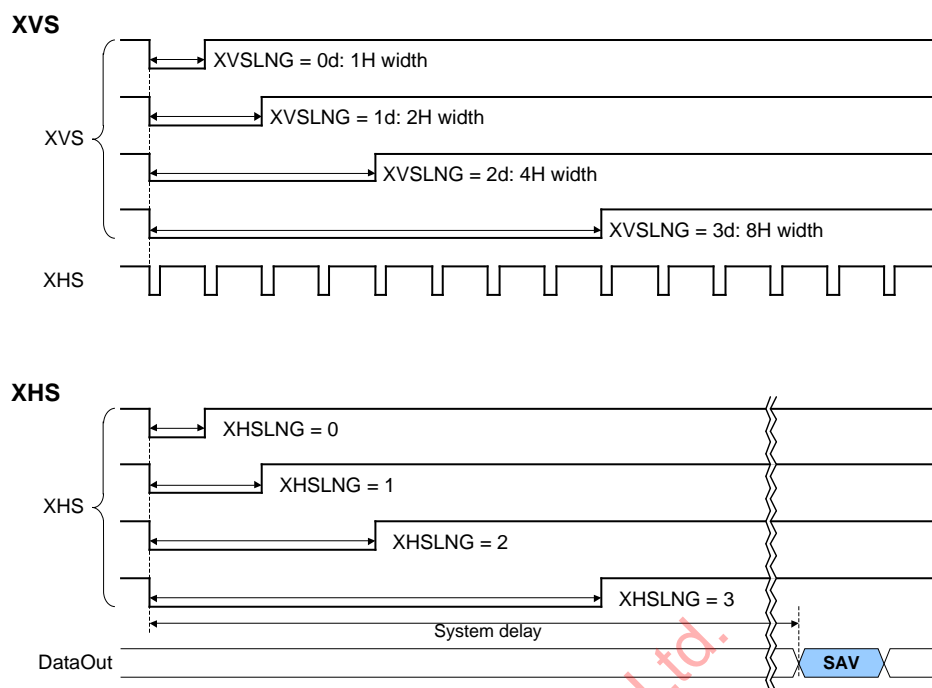 XVS
XVSLNG = 0d: 1H width
XVSLNG = 1d: 2H width
XVS
XVSLNG = 2d: 4H width
XVSLNG = 3d: 8H width
XHS
XHS
XHSLNG = 0
XHSLNG = 1
XHS
XHSLNG = 2
XHSLNG = 3
System delay
DataOut
SAV
Ltd.